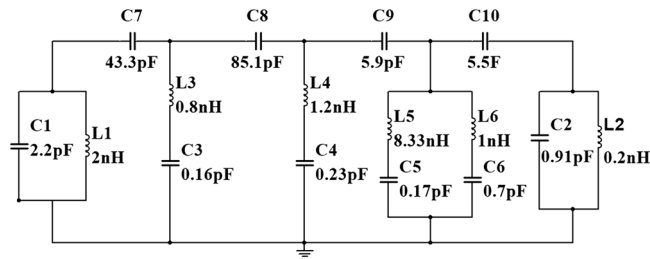 C7
43.3pF
C8
85.1pF
C9
5.9pF
C10
5.5F
L3
0.8nH
L4
1.2nH
C1
2.2pF
L1
2nH
C3
0.16pF
C4
0.23pF
L5
8.33nH
L6
1nH
C5
0.17pF
C6
0.7pF
C2
0.91pF
L2
0.2nH